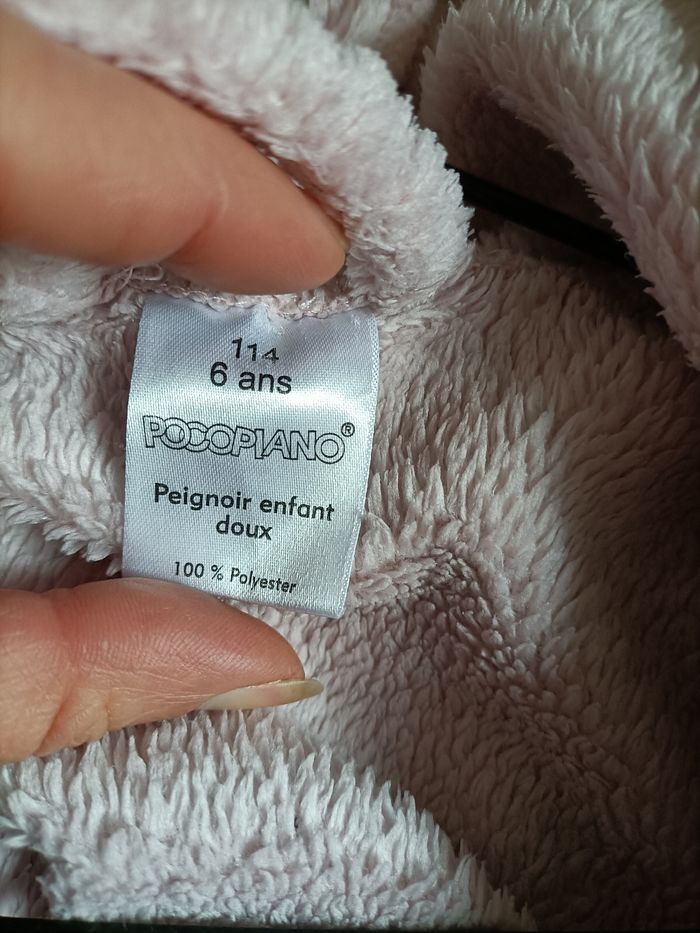 114
6 ans
POCOPIANO®
Peignoir enfant
doux
100 % Polyester